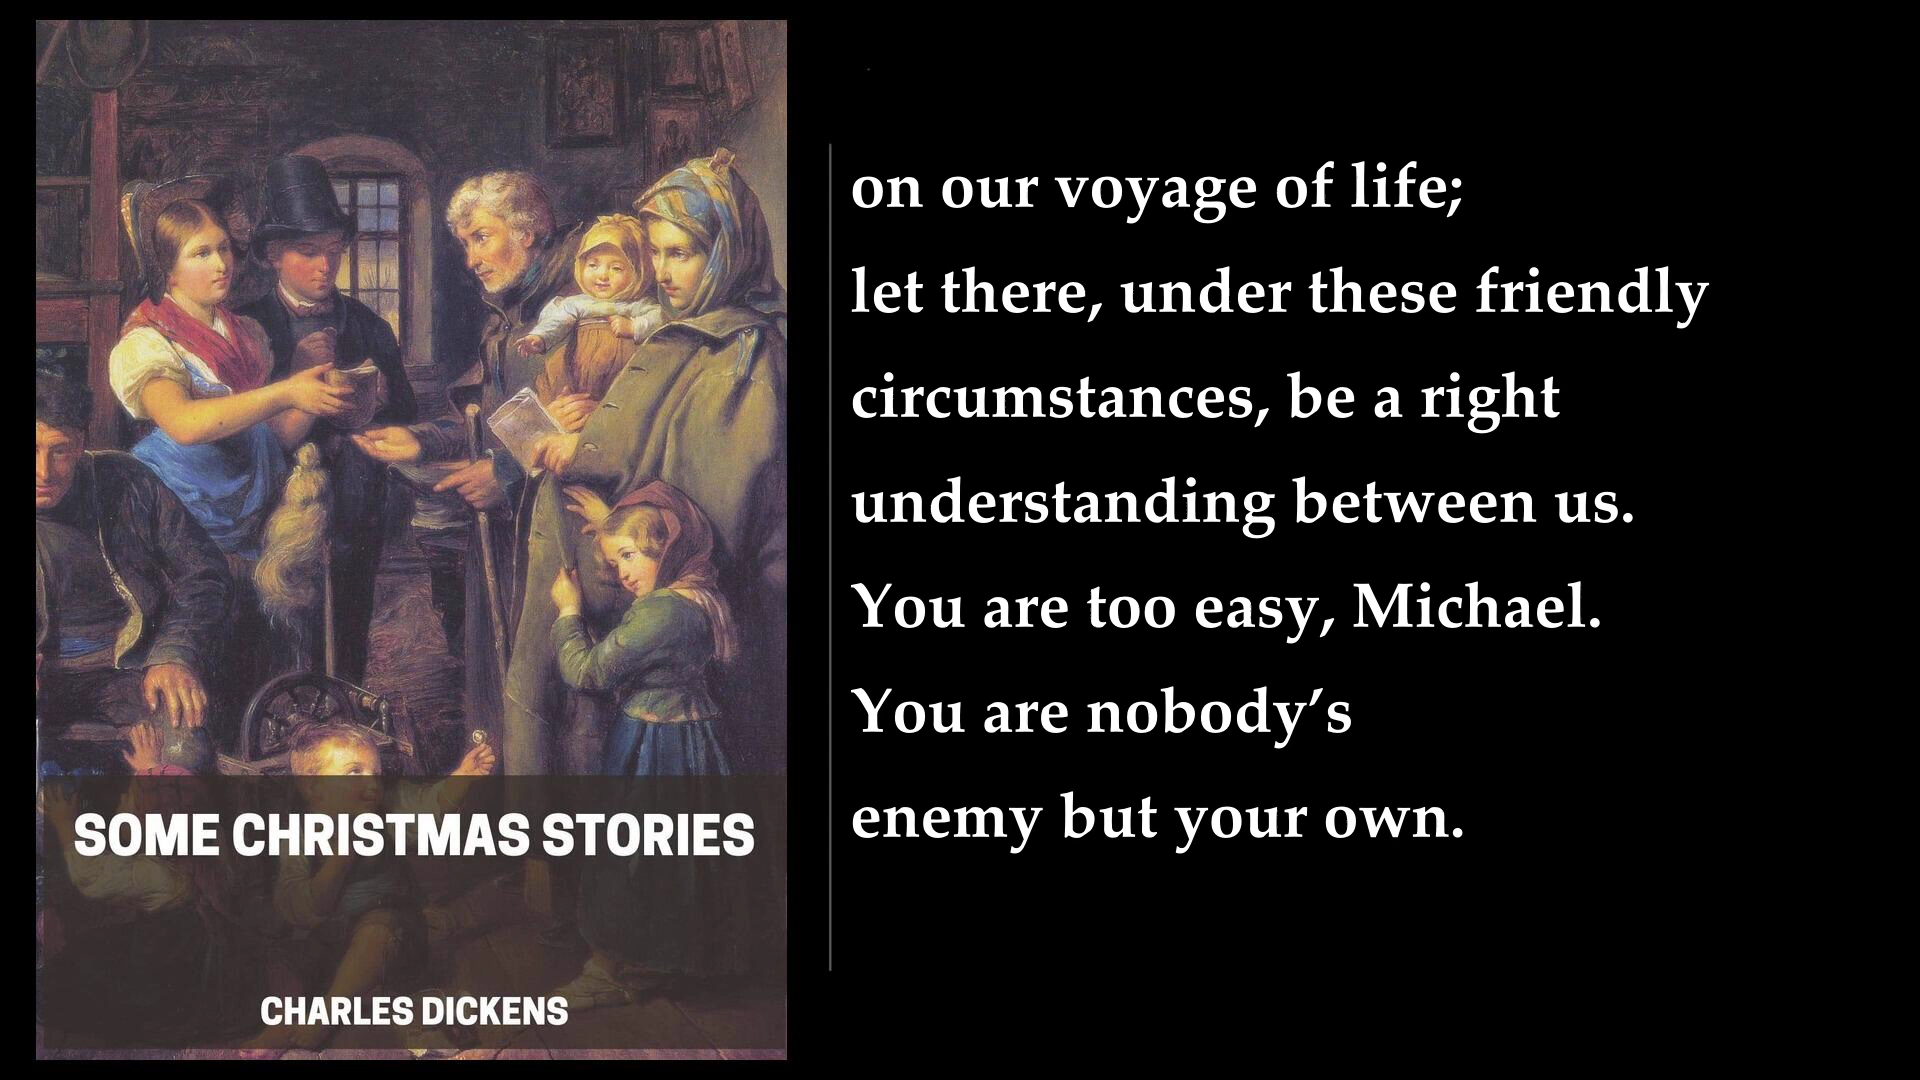 SOME CHRISTMAS STORIES
CHARLES DICKENS
on our voyage of life;
let there, under these friendly
circumstances, be a right
understanding between us.
You are too easy, Michael.
You are nobody’s
enemy but your own.